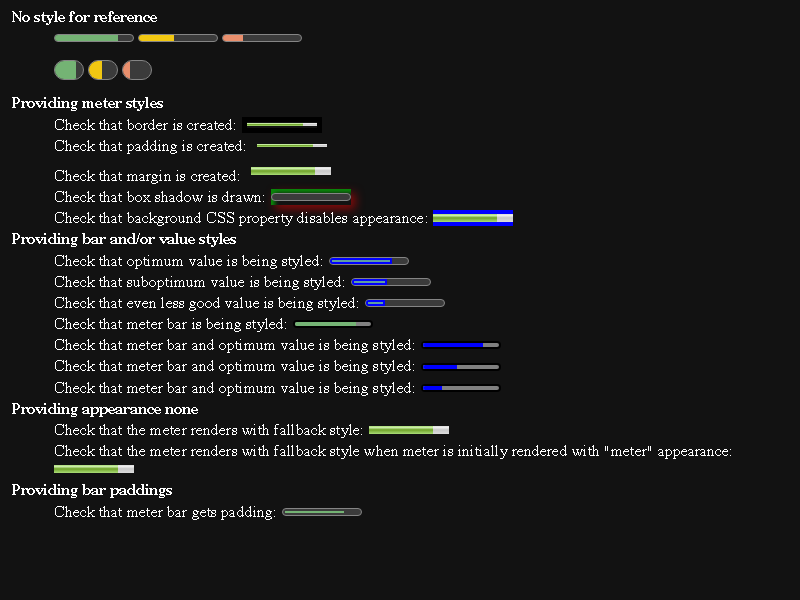 No style for reference
Providing meter styles
Check that border is created:
Check that padding is created:
Check that margin is created:
Check that box shadow is drawn:
Check that background CSS property disables appearance:
Providing bar and/or value styles
Check that optimum value is being styled:
Check that suboptimum value is being styled:
Check that even less good value is being styled:
Check that meter bar is being styled:
Check that meter bar and optimum value is being styled:
Check that meter bar and optimum value is being styled:
Check that meter bar and optimum value is being styled:
Providing appearance none
Check that the meter renders with fallback style:
Check that the meter renders with fallback style when meter is initially rendered with "meter" appearance:
Providing bar paddings
Check that meter bar gets padding: